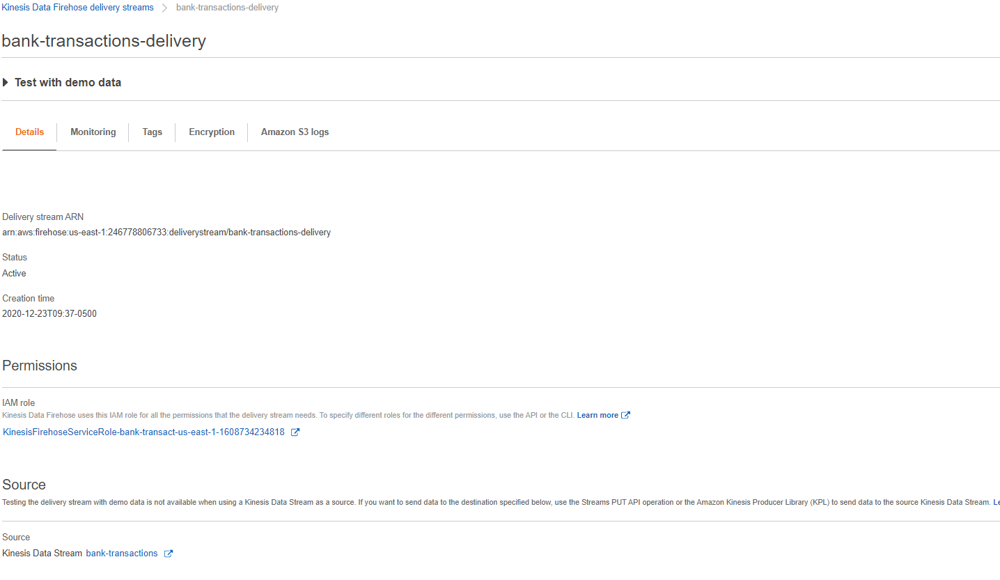 Kinesis Data Firehose delivery streams > bank-transactions-delivery
bank-transactions-delivery
Test with demo data
Details Monitoring Tags Encryption Amazon S3 logs
Delivery stream ARN
arn:aws:firehose:us-east-1:246778806733:deliverystream/bank-transactions-delivery
Status
Active
Creation time
2020-12-23T09:37-0500
Permissions
IAM role
Kinesis Data Firehose uses this IAM role for all the permissions that the delivery stream needs. To specify different roles for the different permissions, use the API or the CLI. Learn more
KinesisFirehoseServiceRole-bank-transact-us-east-1-1608734234818
Source
Testing the delivery stream with demo data is not available when using a Kinesis Data Stream as a source. If you want to send data to the destination specified below, use the Streams PUT API operation or the Amazon Kinesis Producer Library (KPL) to send data to the source Kinesis Data Stream.
Source
Kinesis Data Stream bank-transactions